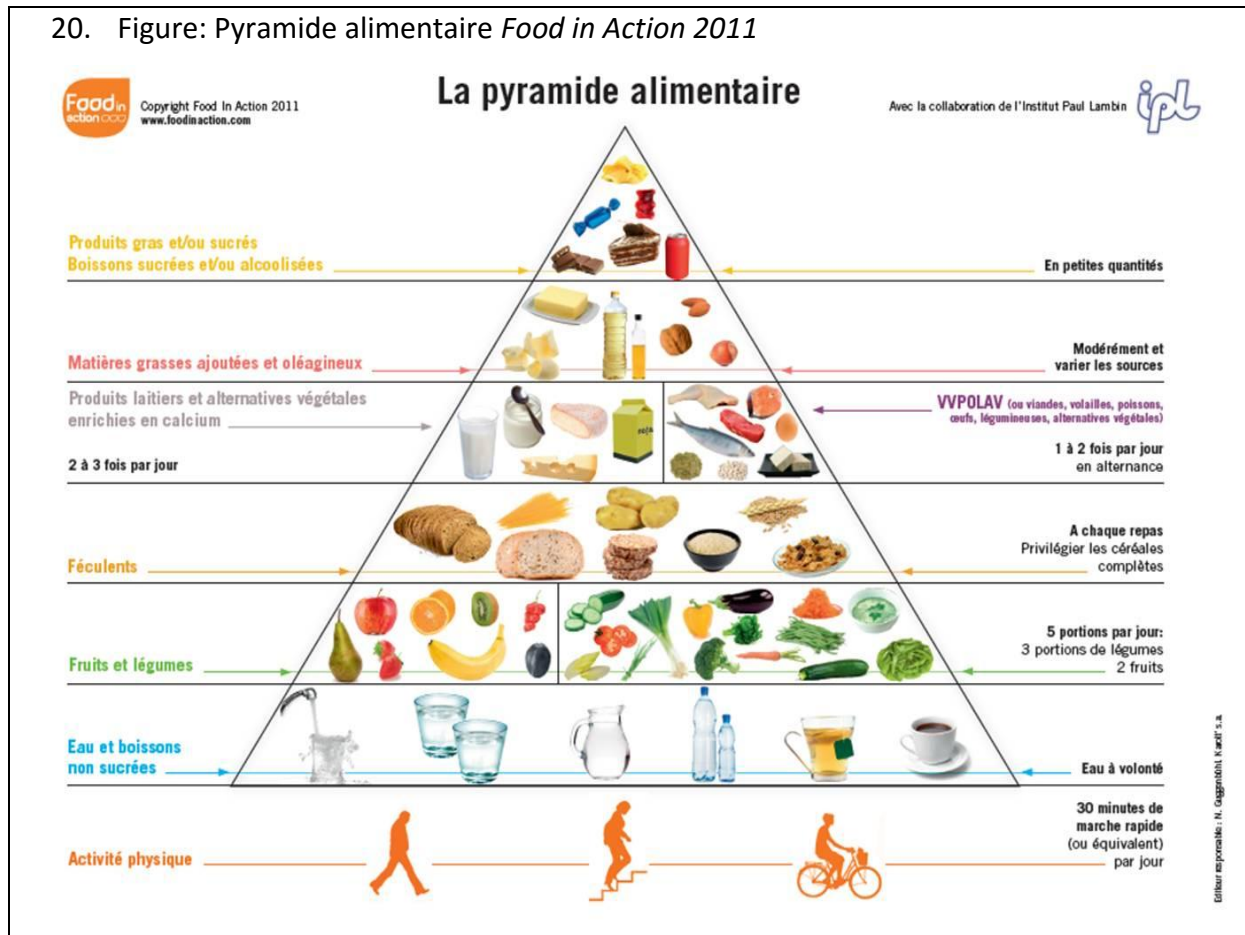 20. Figure: Pyramide alimentaire Food in Action 2011
Food in
action
Copyright Food In Action 2011
www.foodinaction.com
La pyramide alimentaire
Avec la collaboration de l'Institut Paul Lambin
ipl
Produits gras et/ou sucrés
Boissons sucrées et/ou alcoolisées
En petites quantités
Matières grasses ajoutées et oléagineux
Modérément et
varier les sources
Produits laitiers et alternatives végétales
enrichies en calcium
2 à 3 fois par jour
VVPOLAV (ou viandes, volailles, poissons,
œufs, légumineuses, alternatives végétales)
1 à 2 fois par jour
en alternance
Féculents
A chaque repas
Privilégier les céréales
complètes
Fruits et légumes
5 portions par jour:
3 portions de légumes
2 fruits
Eau et boissons
non sucrées
Eau à volonté
Activité physique
30 minutes de
marche rapide
(ou équivalent)
par jour
Editeur responsable: N. Guggenbühl, Karott' s.a.